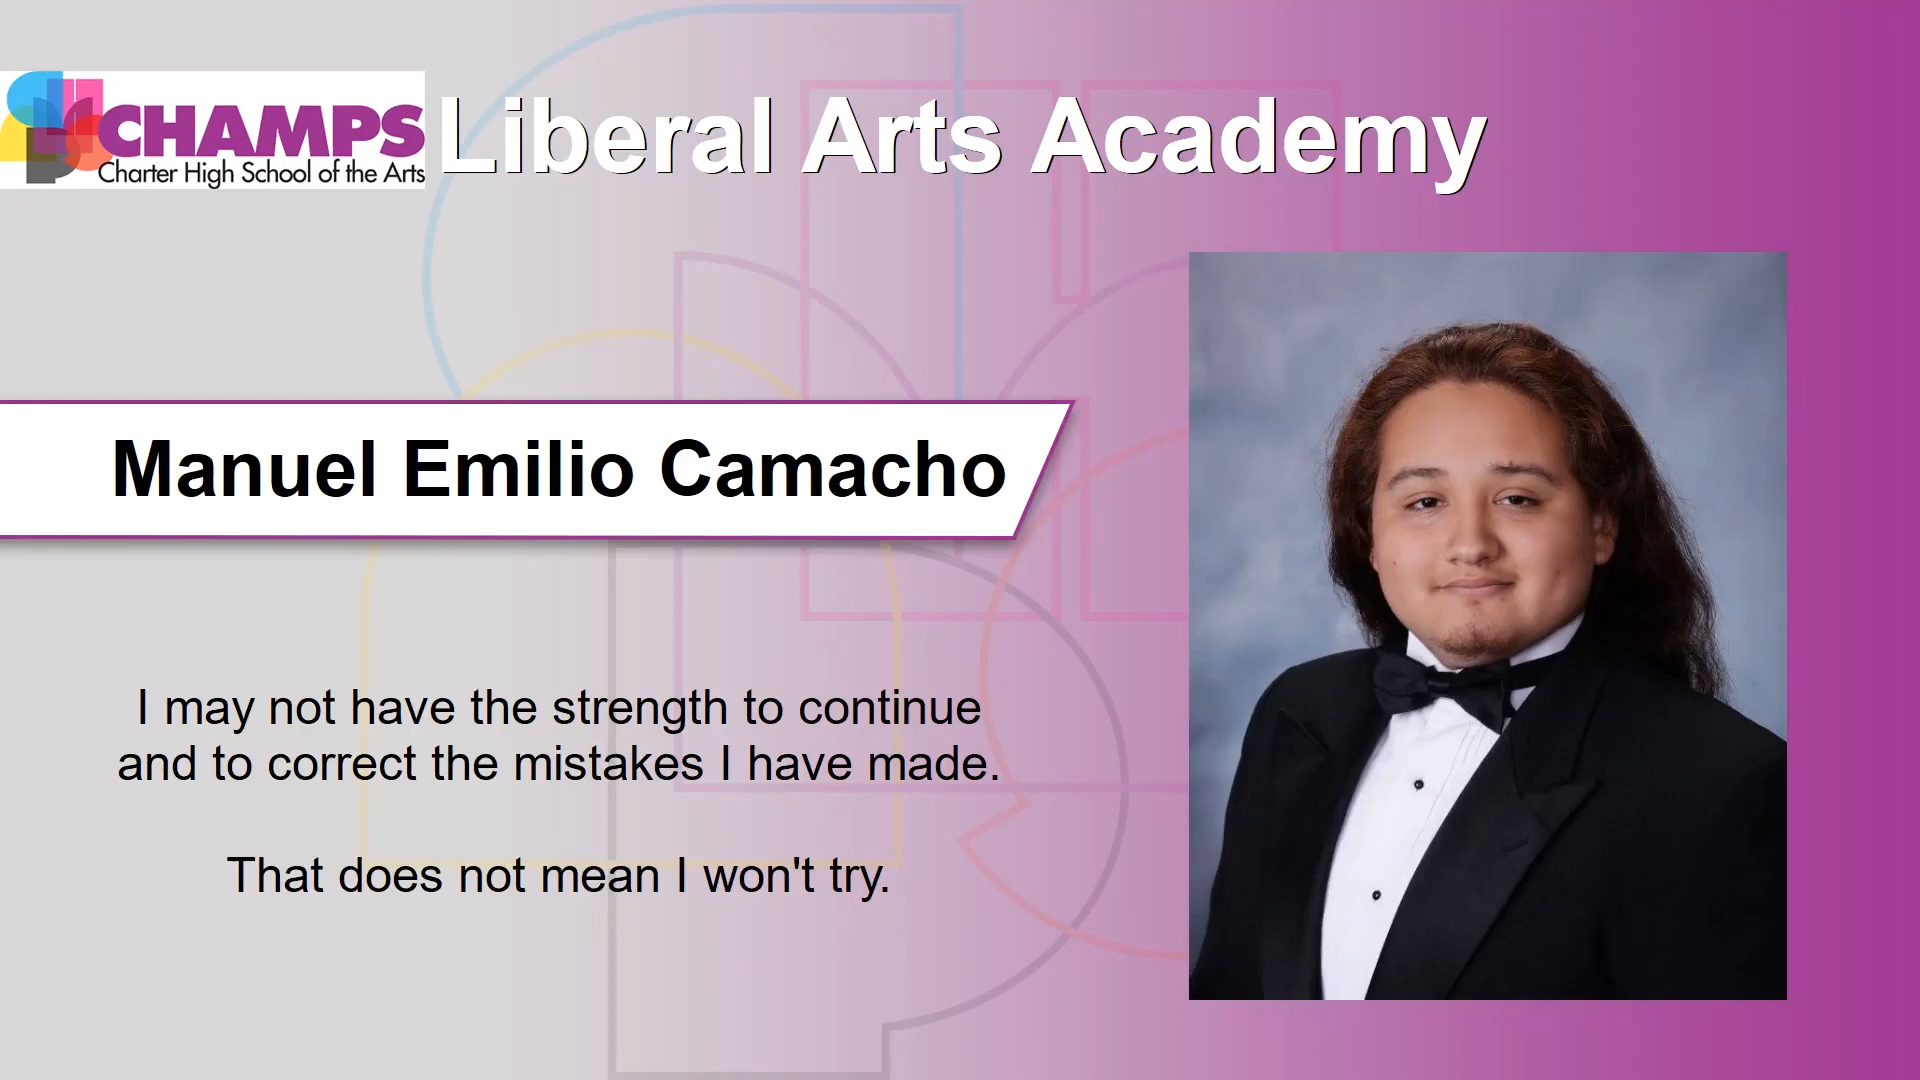 CHAMPS
Charter High School of the Arts
Liberal Arts Academy
Manuel Emilio Camacho
I may not have the strength to continue
and to correct the mistakes I have made.
That does not mean I won't try.